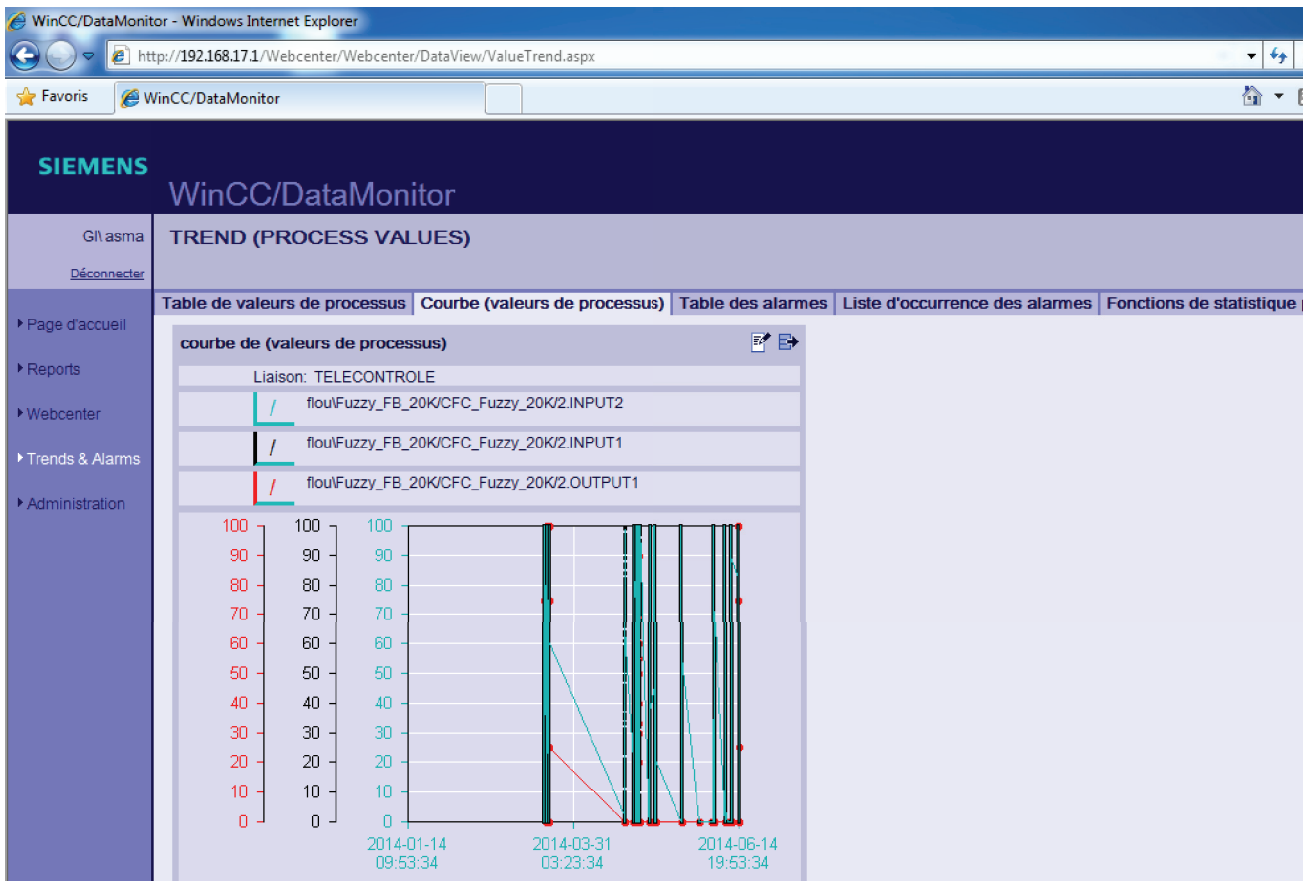 WinCC/DataMonitor - Windows Internet Explorer
http://192.168.17.1/Webcenter/Webcenter/DataView/ValueTrend.aspx
Favoris
WinCC/DataMonitor
SIEMENS
WinCC/DataMonitor
GI\ asma
TREND (PROCESS VALUES)
Déconnecter
Table de valeurs de processus Courbe (valeurs de processus) Table des alarmes Liste d'occurrence des alarmes Fonctions de statistique
Page d'accueil
Reports
Webcenter
Trends & Alarms
Administration
courbe de (valeurs de processus)
Liaison: TELECONTROLE
flou\Fuzzy_FB_20K/CFC_Fuzzy_20K/2.INPUT2
flou\Fuzzy_FB_20K/CFC_Fuzzy_20K/2.INPUT1
flou\Fuzzy_FB_20K/CFC_Fuzzy_20K/2.OUTPUT1
100 100 100
90 90 90
80 80 80
70 70 70
60 60 60
50 50 50
40 40 40
30 30 30
20 20 20
10 10 10
0 0 0
2014-01-14 2014-03-31 2014-06-14
09:53:34 03:23:34 19:53:34